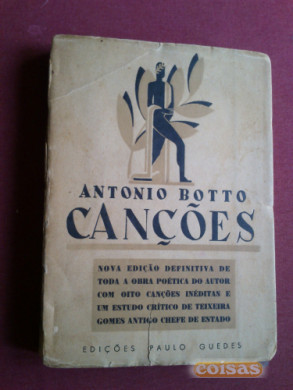 ANTONIO BOTTO
CANÇÕES
NOVA EDIÇÃO DEFINITIVA DE
TODA A OBRA POÉTICA DO AUTOR
COM OITO CANÇÕES INÉDITAS E
UM ESTUDO CRÍTICO DE TEIXEIRA
GOMES ANTIGO CHEFE DE ESTADO
EDIÇÕES PAULO GUEDES
coisas